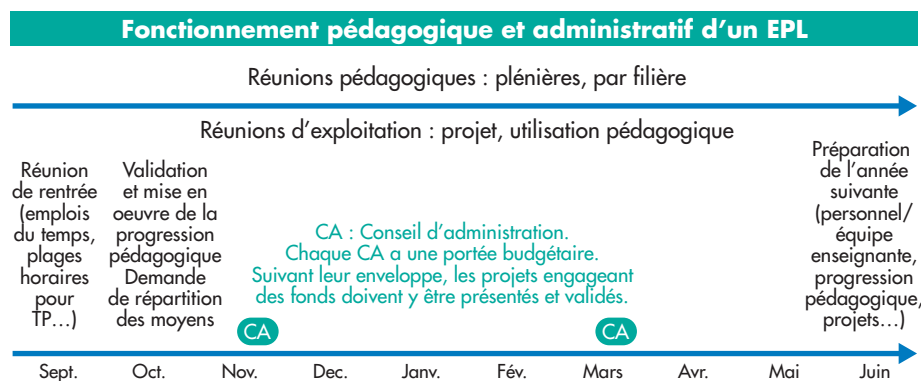 Fonctionnement pédagogique et administratif d'un EPL
Réunions pédagogiques : plénières, par filière
Réunions d'exploitation : projet, utilisation pédagogique
Réunion
de rentrée
(emplois
du temps,
plages
horaires
pour
TP…)
Validation
et mise en
oeuvre de la
progression
pédagogique
Demande
de répartition
des moyens
CA : Conseil d'administration.
Chaque CA a une portée budgétaire.
Suivant leur enveloppe, les projets engageant
des fonds doivent y être présentés et validés.
CA
CA
Préparation
de l'année
suivante
(personnel/
équipe
enseignante,
progression
pédagogique,
projets…)
Sept. Oct. Nov. Dec. Janv. Fév. Mars Avr. Mai Juin